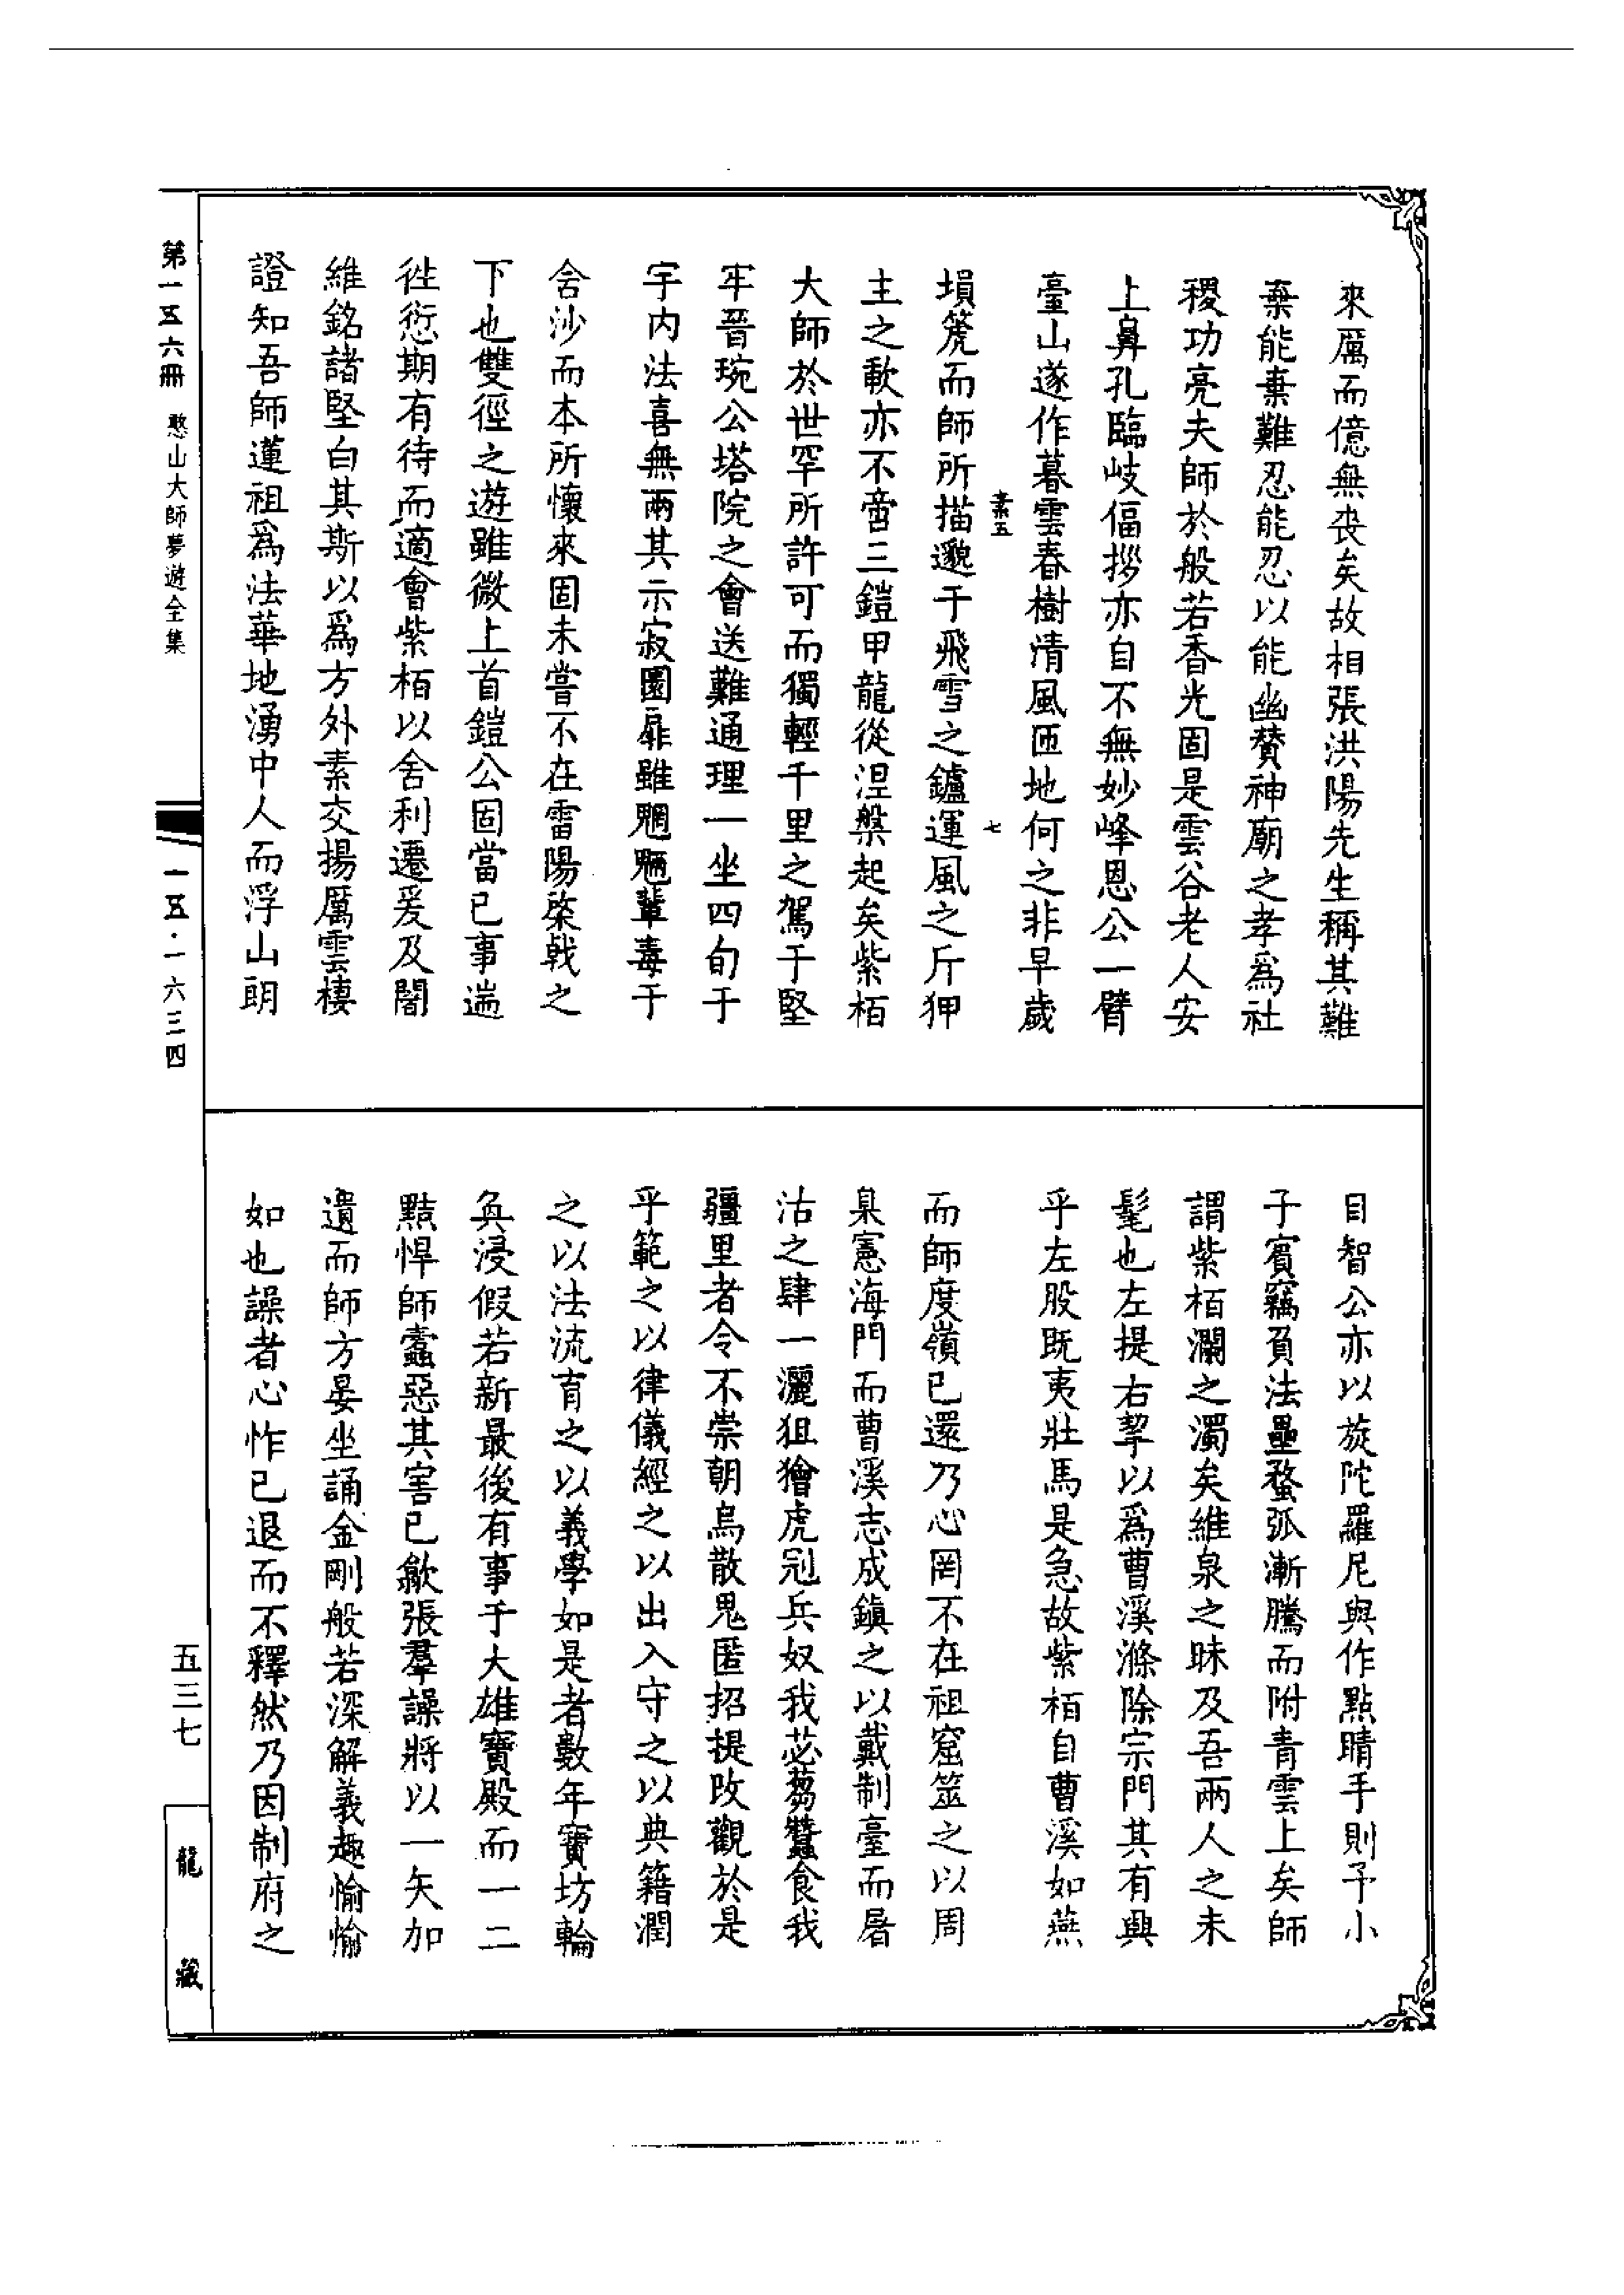 來厲而億無丧矣故相張洪陽先生稱其難
棄能棄難忍能忍以能幽贊神廟之孝爲社
稷功亮夫師於般若香光固是雲谷老人安
上鼻孔臨岐偪拶亦自不無妙峰恩公一臂
臺山遂作暮雲春樹清風匝地何之非早歲
素五
七
塤箎而師所描邈于飛雪之鑪運風之斤狎
主之軟亦不啻三鎧甲龍從涅槃起矣紫栢
大師於世罕所許可而獨輕千里之駕于堅
牢晉琬公塔院之會送難通理一坐四旬于
宇内法喜無兩其示寂圜扉雖魍魎輩毒于
含沙而本所懷來固未嘗不在雷陽棨戟之
下也雙徑之遊雖微上首鎧公固當已事遄
徃愆期有待而適會紫栢以舍利遷爰及闍
維銘諸堅白其斯以爲方外素交揚厲雲棲
證知吾師蓮祖爲法華地湧中人而浮山朗
目智公亦以旋陀羅尼與作點睛手則予小
子賓竊負法壘蝥弧漸騰而附青雲上矣師
謂紫栢瀾之濁矣維泉之昧及吾兩人之未
髦也左提右挈以爲曹溪滌除宗門其有興
乎左股既夷壯馬是急故紫栢自曹溪如燕
而師度嶺已還乃心罔不在祖窟筮之以周
臬憲海門而曹溪志成鎮之以戴制臺而屠
沽之肆一灑狙獪虎冠兵奴我苾蒭蠶食我
疆里者令不崇朝烏散鬼匿招提改觀於是
乎範之以律儀經之以出入守之以典籍潤
之以法流育之以義學如是者數年寶坊輪
奐浸假若新最後有事于大雄寶殿而一二
黠悍師蠹惡其害已歙張羣譟將以一矢加
遺而師方晏坐誦金剛般若深解義趣愉愉
如也譟者心怍已退而不釋然乃因制府之
第一五六冊 憨山大師夢遊全集
一五·一六三四
五三七
龍藏